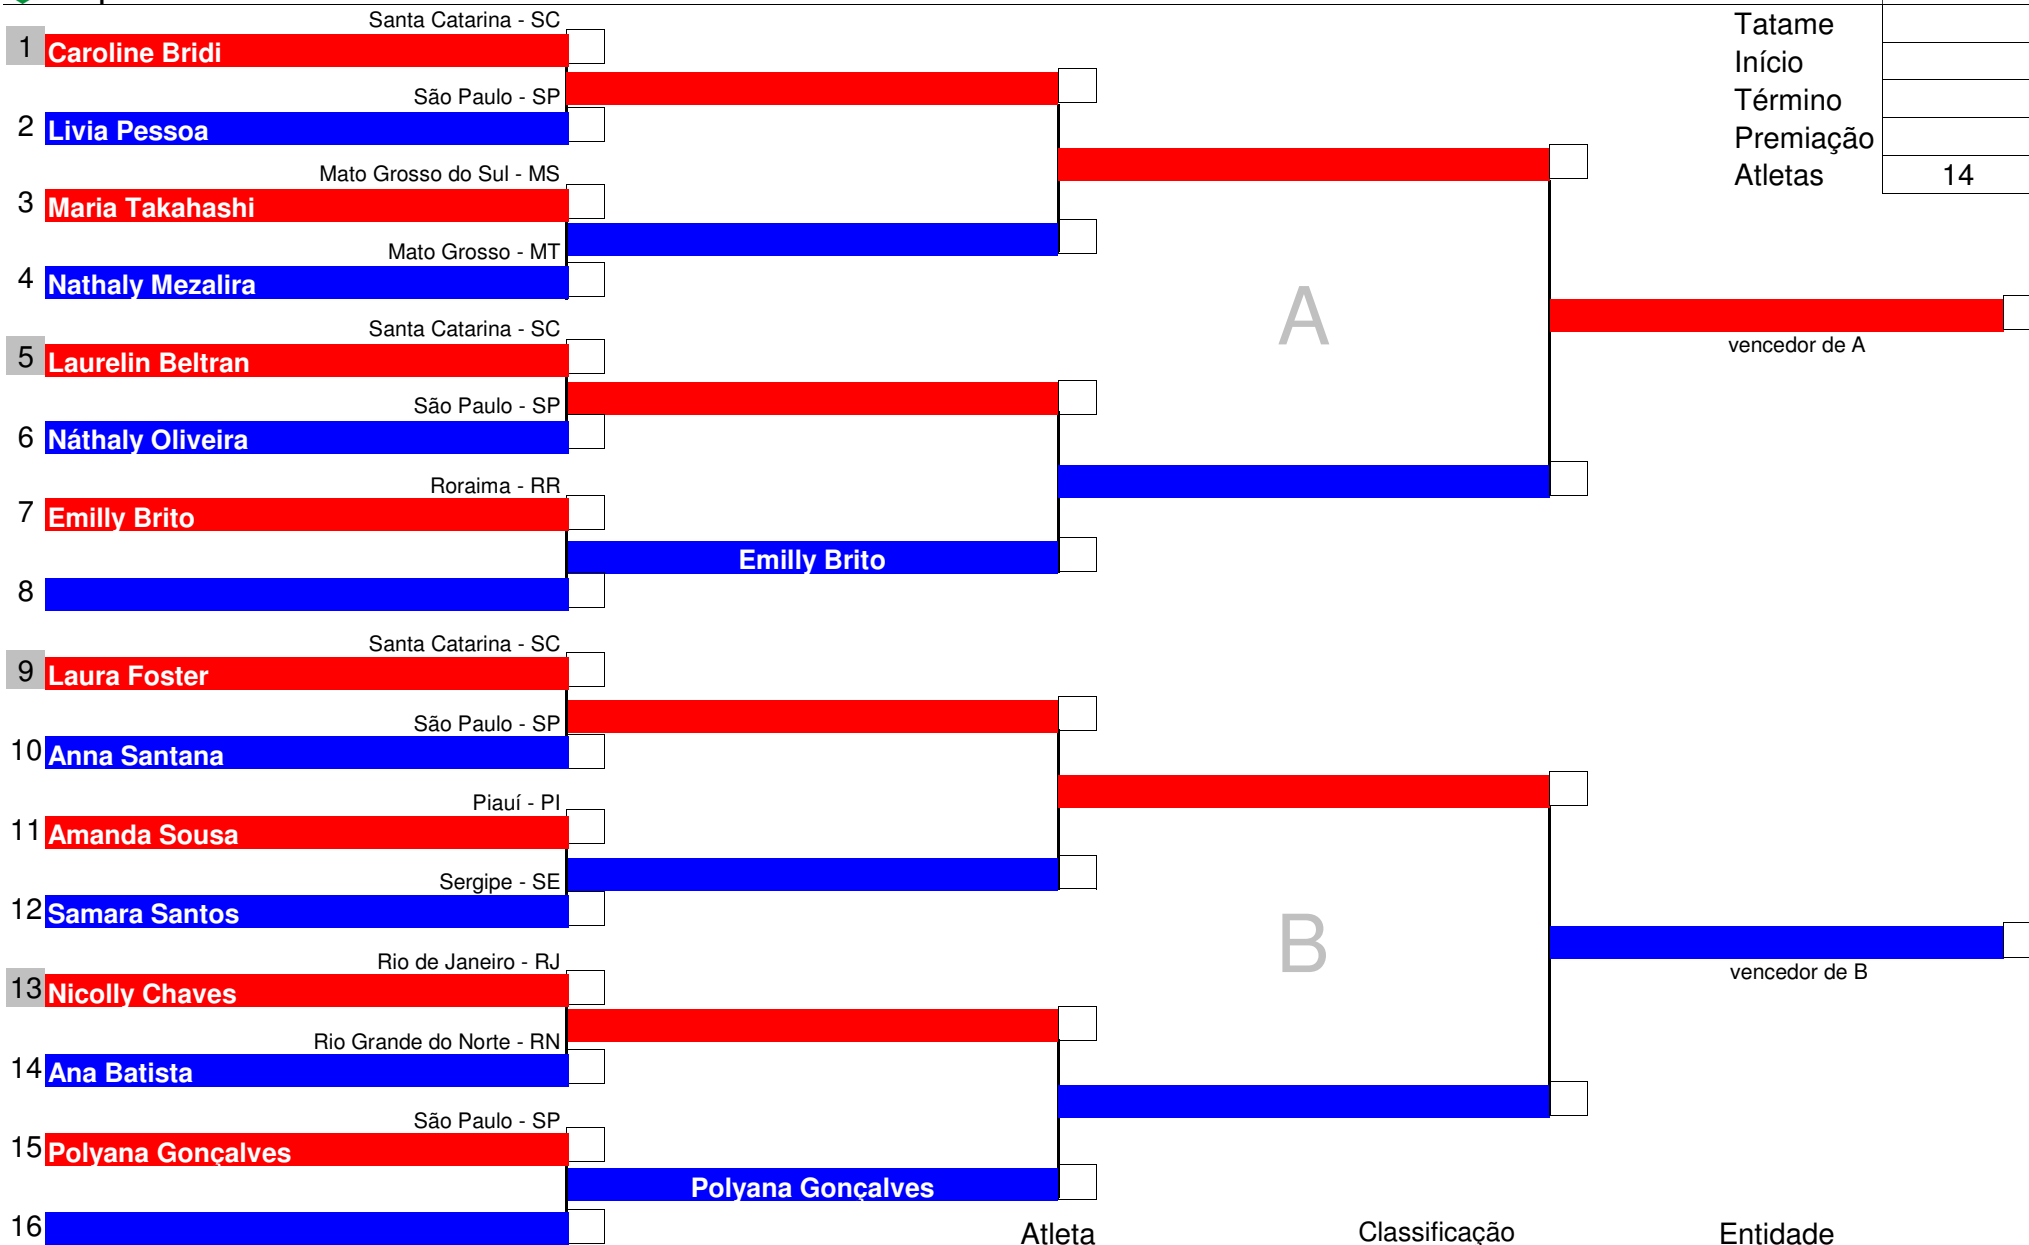 Santa Catarina - SC
1 Caroline Bridi
São Paulo - SP
2 Livia Pessoa
Mato Grosso do Sul - MS
3 Maria Takahashi
Mato Grosso - MT
4 Nathaly Mezalira
Santa Catarina - SC
5 Laurelin Beltran
São Paulo - SP
6 Náthaly Oliveira
Roraima - RR
7 Emilly Brito
Emilly Brito
8
Santa Catarina - SC
9 Laura Foster
São Paulo - SP
10 Anna Santana
Piauí - PI
11 Amanda Sousa
Sergipe - SE
12 Samara Santos
Rio de Janeiro - RJ
13 Nicolly Chaves
Rio Grande do Norte - RN
14 Ana Batista
São Paulo - SP
15 Polyana Gonçalves
Polyana Gonçalves
16
A
vencedor de A
B
vencedor de B
Tatame
Início
Término
Premiação
Atletas 14
Atleta Classificação Entidade